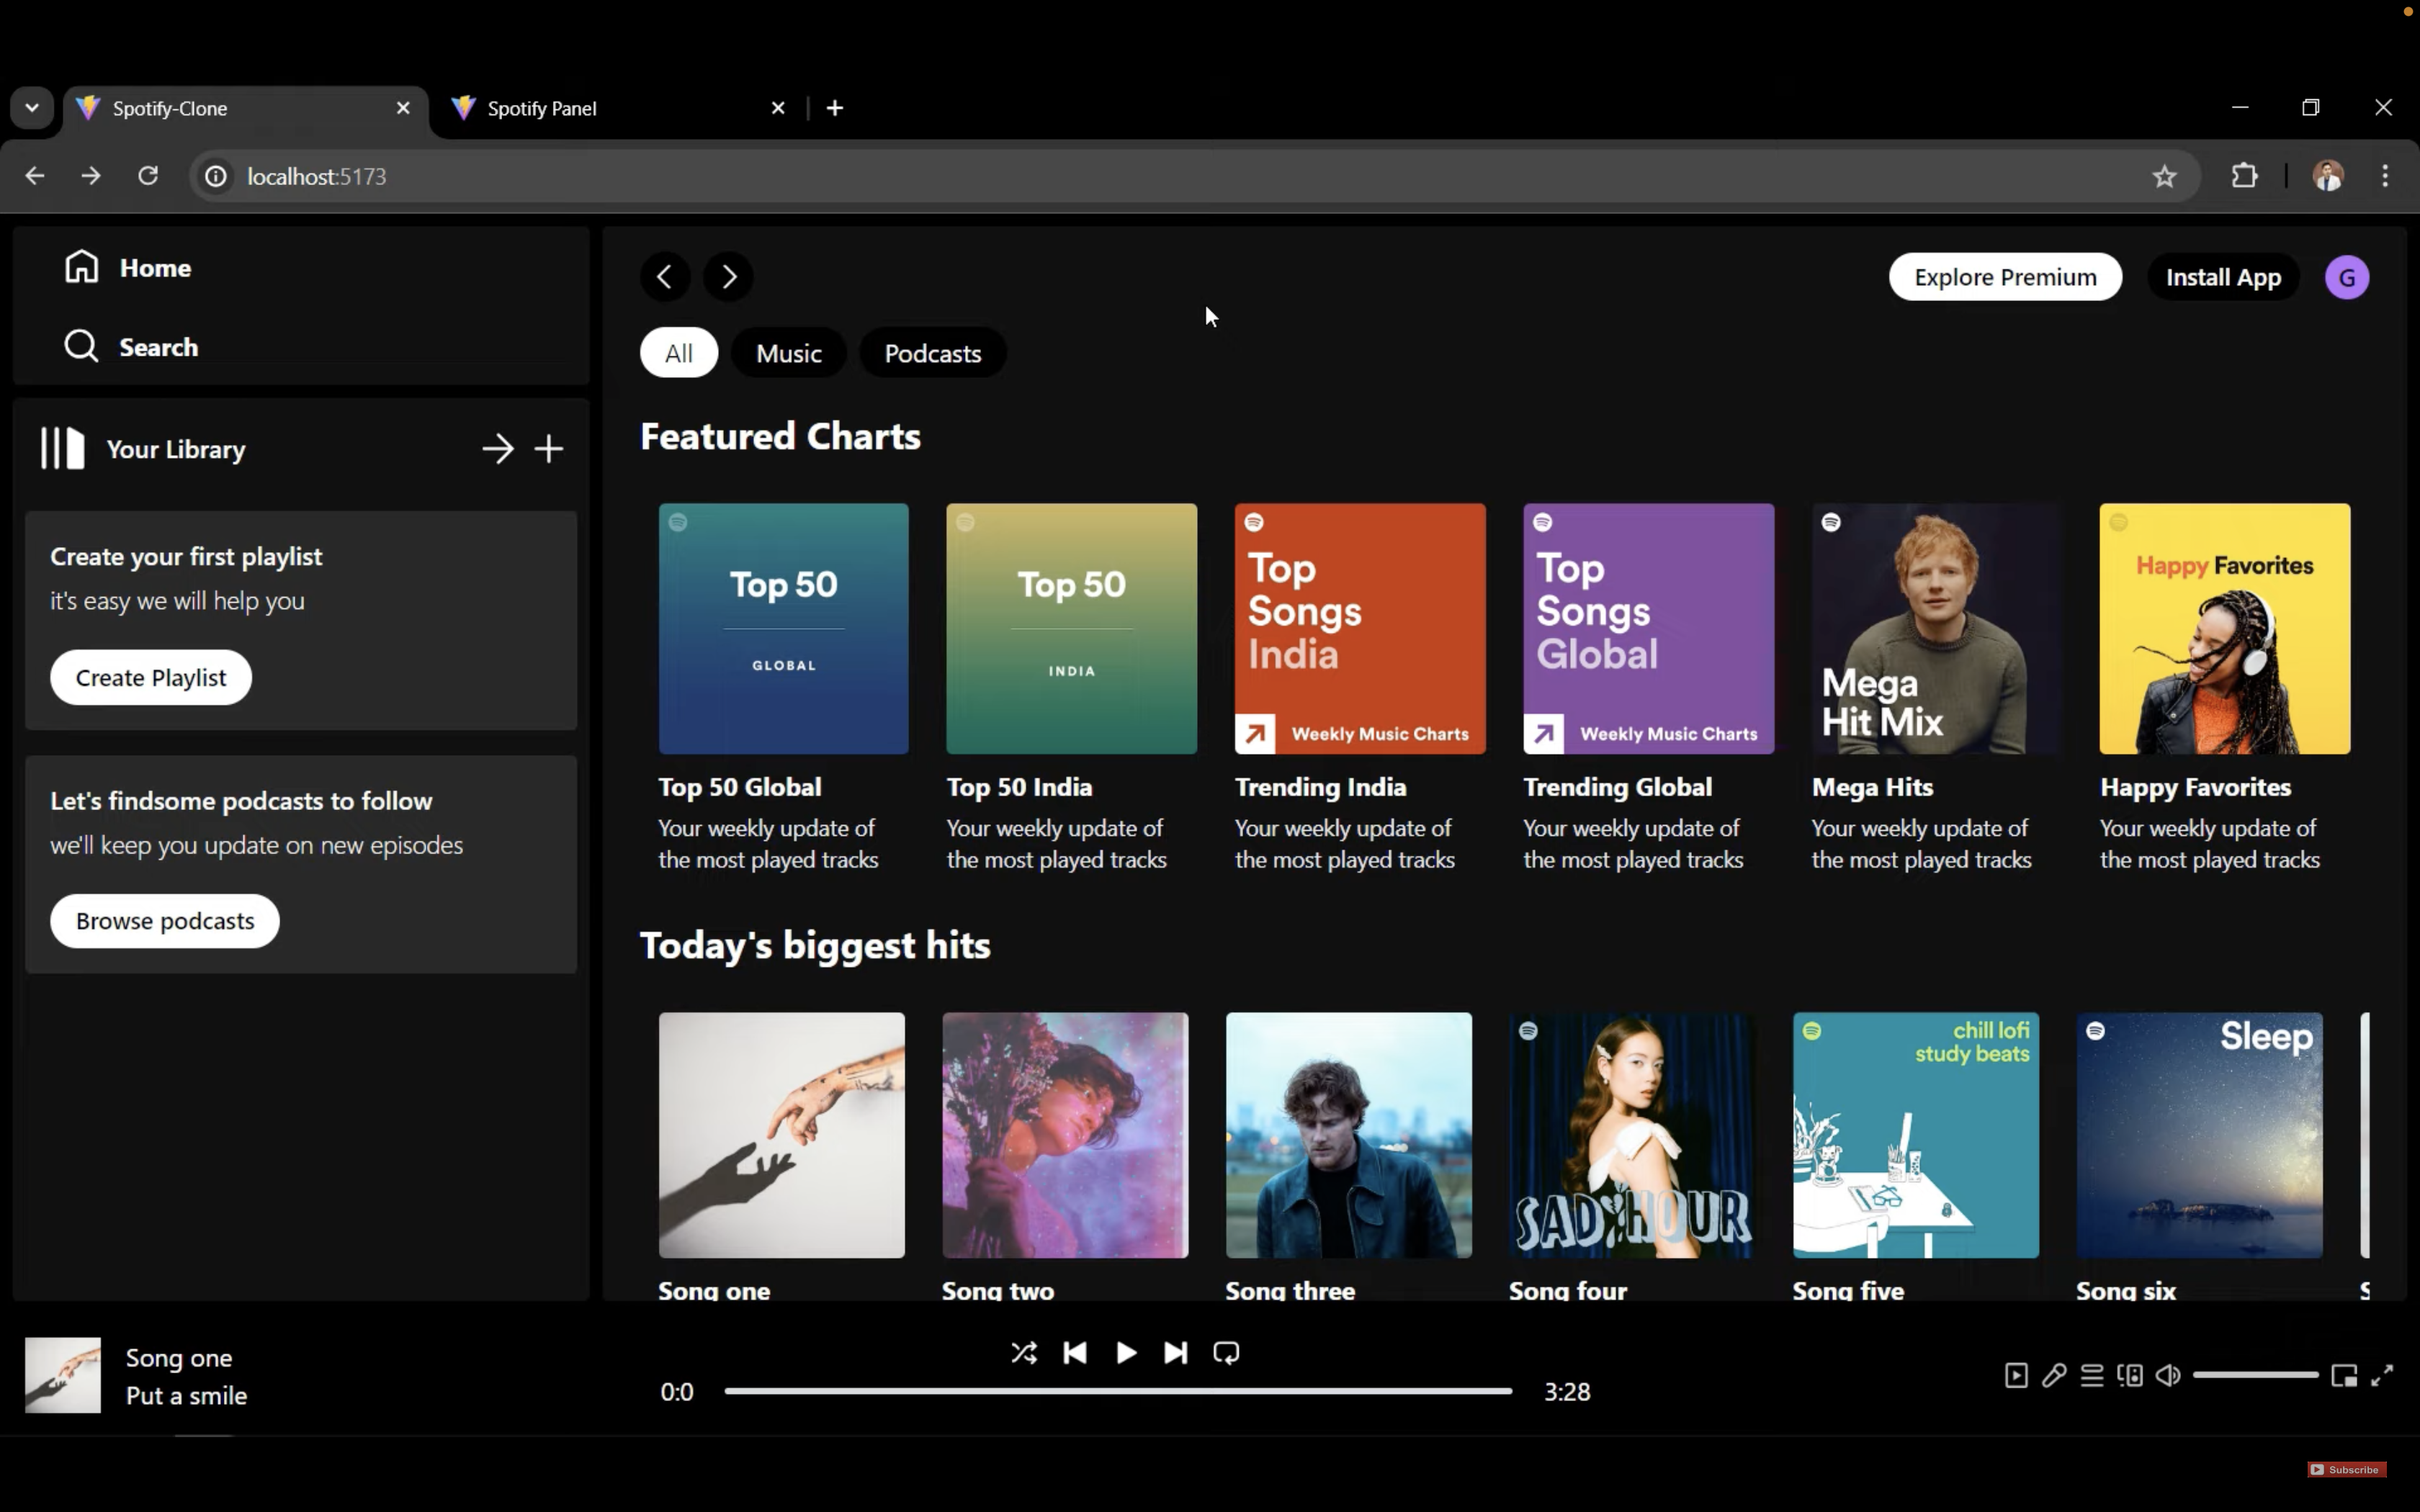 Spotify-Clone
Spotify Panel
localhost:5173
Home
Search
Your Library
Create your first playlist
it's easy we will help you
Create Playlist
Let's findsome podcasts to follow
we'll keep you update on new episodes
Browse podcasts
Explore Premium
Install App
G
All
Music
Podcasts
Featured Charts
Top 50
GLOBAL
Top 50 Global
Your weekly update of
the most played tracks
Top 50
INDIA
Top 50 India
Your weekly update of
the most played tracks
Top
Songs
India
Weekly Music Charts
Trending India
Your weekly update of
the most played tracks
Top
Songs
Global
Weekly Music Charts
Trending Global
Your weekly update of
the most played tracks
Mega
Hit Mix
Mega Hits
Your weekly update of
the most played tracks
Happy Favorites
Happy Favorites
Your weekly update of
the most played tracks
Today's biggest hits
Song one
Song two
Song three
SAD HOUR
Song four
chill lofi
study beats
Song five
Sleep
Song six
S
Song one
Put a smile
0:0
3:28
Subscribe